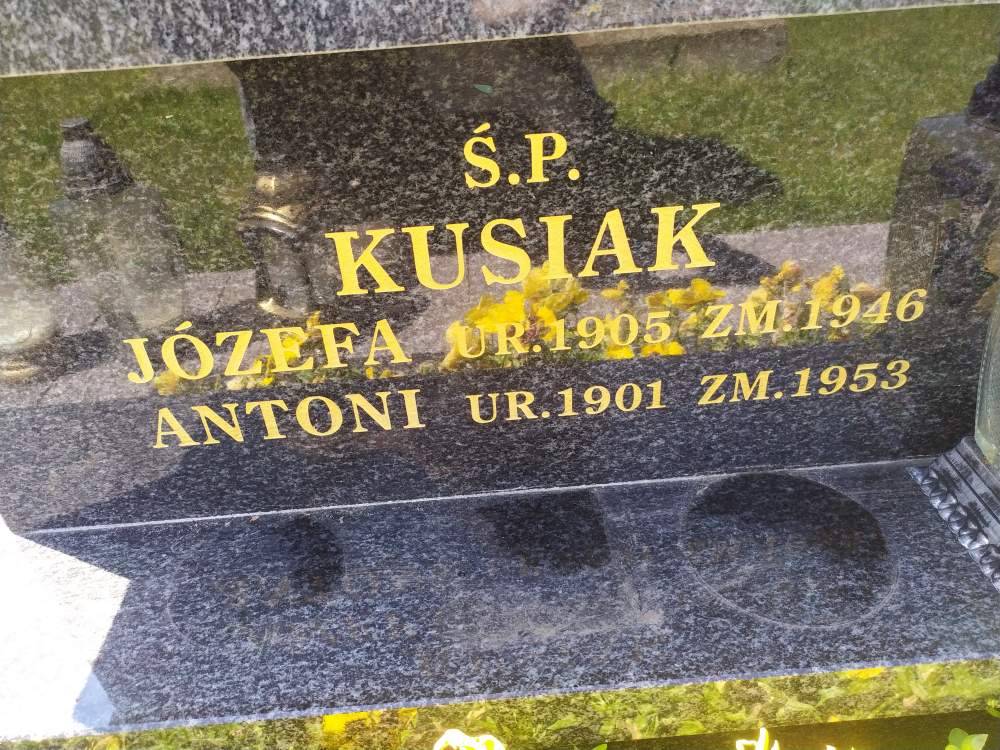 Ś.P.
KUSIAK
JÓZEFA UR.1905 ZM.1946
ANTONI UR.1901 ZM.1953